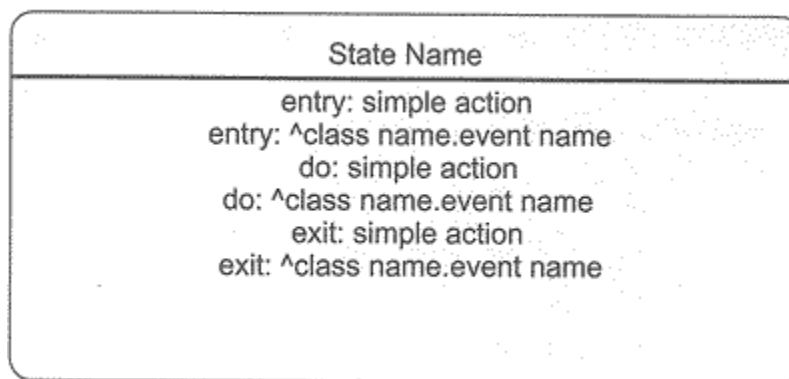 State Name
entry: simple action
entry: ^class name.event name
do: simple action
do: ^class name.event name
exit: simple action
exit: ^class name.event name